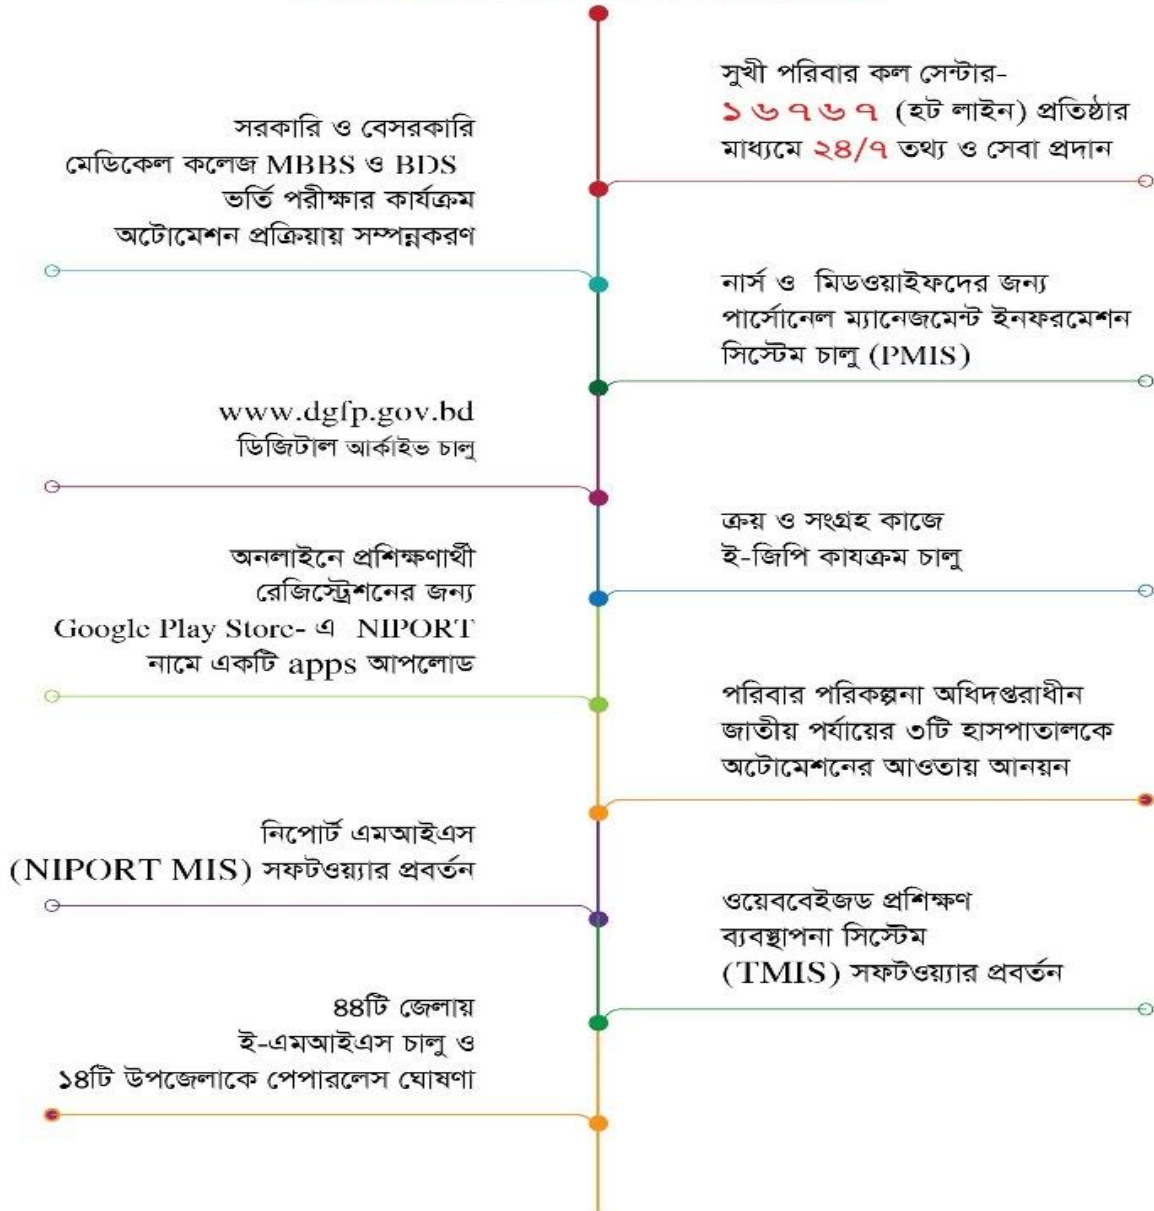 সুখী পরিবার কল সেন্টার-
১৬৭৬৭ (হট লাইন) প্রতিষ্ঠার
মাধ্যমে ২৪/৭ তথ্য ও সেবা প্রদান
সরকারি ও বেসরকারি
মেডিকেল কলেজ MBBS ও BDS
ভর্তি পরীক্ষার কার্যক্রম
অটোমেশন প্রক্রিয়ায় সম্পন্নকরণ
নার্স ও মিডওয়াইফদের জন্য
পার্সোনেল ম্যানেজমেন্ট ইনফরমেশন
সিস্টেম চালু (PMIS)
www.dgfp.gov.bd
ডিজিটাল আর্কাইভ চালু
ক্রয় ও সংগ্রহ কাজে
ই-জিপি কাযক্রম চালু
অনলাইনে প্রশিক্ষণার্থী
রেজিস্ট্রেশনের জন্য
Google Play Store- এ NIPORT
নামে একটি apps আপলোড
পরিবার পরিকল্পনা অধিদপ্তরাধীন
জাতীয় পর্যায়ের ৩টি হাসপাতালকে
অটোমেশনের আওতায় আনয়ন
নিপোর্ট এমআইএস
(NIPORT MIS) সফটওয়্যার প্রবর্তন
ওয়েববেইজড প্রশিক্ষণ
ব্যবস্থাপনা সিস্টেম
(TMIS) সফটওয়্যার প্রবর্তন
৪৪টি জেলায়
ই-এমআইএস চালু ও
১৪টি উপজেলাকে পেপারলেস ঘোষণা